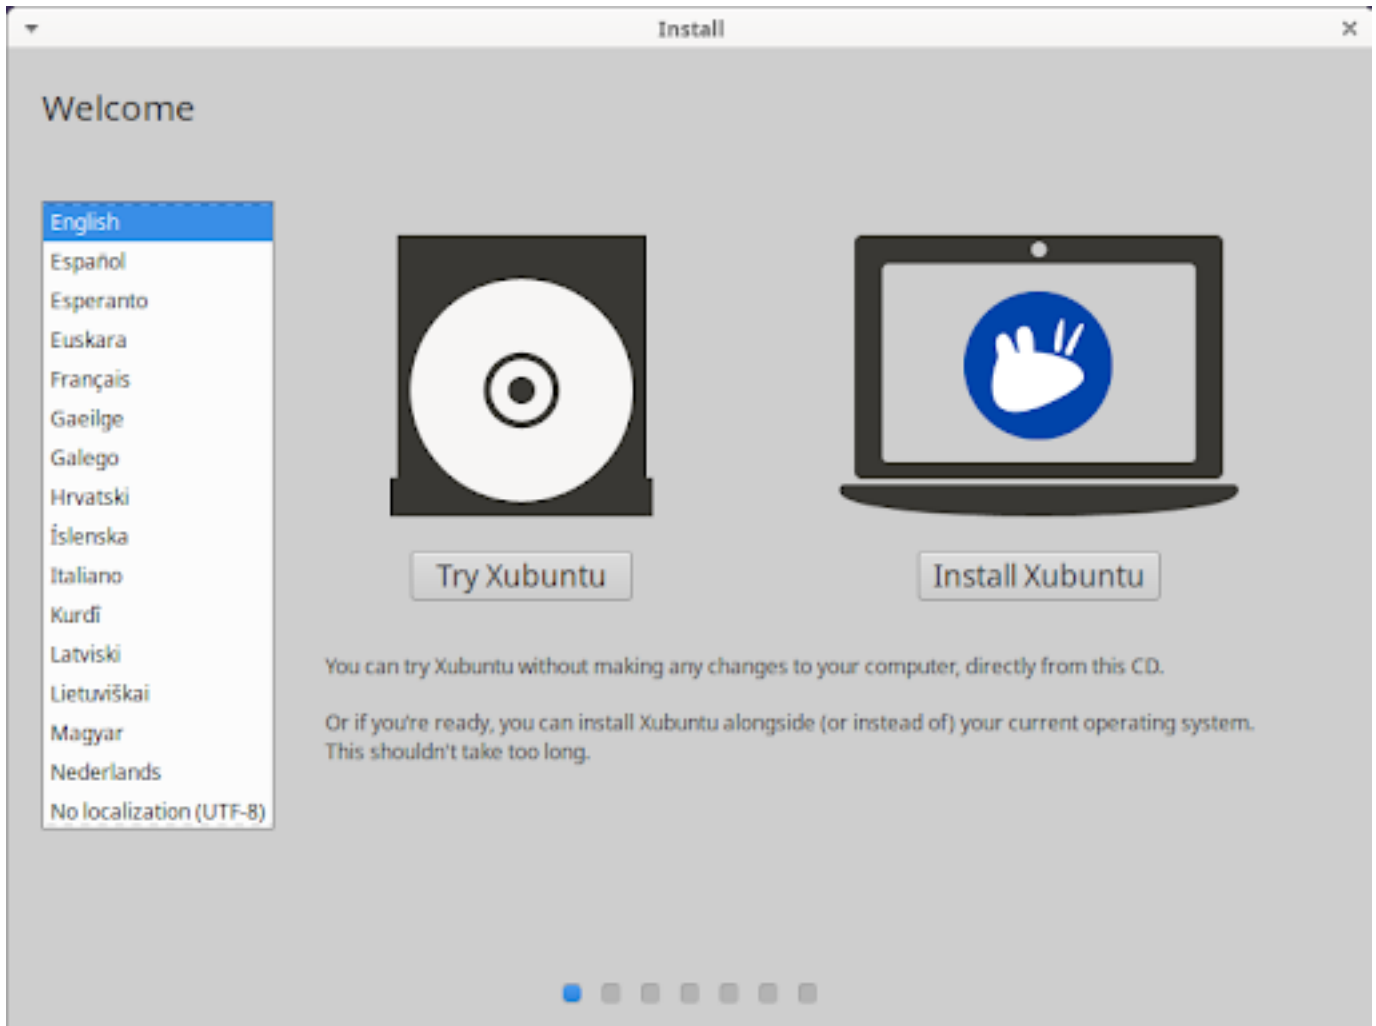 Install
Welcome
English
Español
Esperanto
Euskara
Français
Gaeilge
Galego
Hrvatski
Íslenska
Italiano
Kurdî
Latviski
Lietuviškai
Magyar
Nederlands
No localization (UTF-8)
Try Xubuntu
Install Xubuntu
You can try Xubuntu without making any changes to your computer, directly from this CD.
Or if you're ready, you can install Xubuntu alongside (or instead of) your current operating system.
This shouldn't take too long.